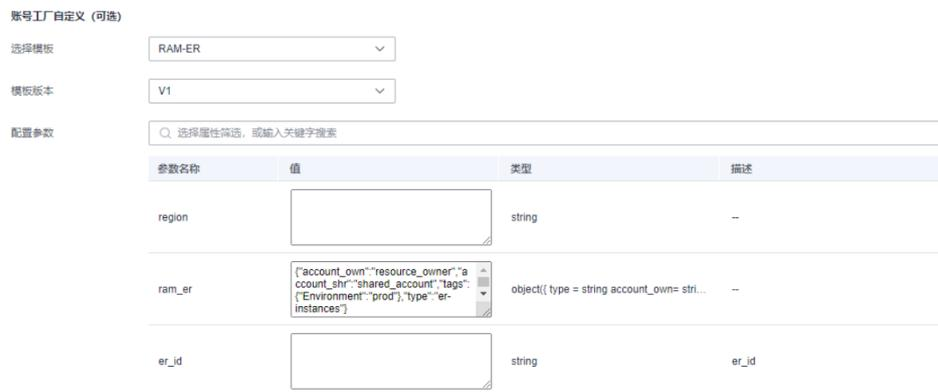 账号工厂自定义（可选）
选择模板 RAM-ER
模板版本 V1
配置参数 选择属性筛选，或输入关键字搜索
参数名称 值 类型 描述
region string --
{"account_own":"resource_owner","a
ccount_shr":"shared_account","tags":
{"Environment":"prod"},"type":"er-
instances"}
ram_er object({ type = string account_own= stri... --
er_id string er_id